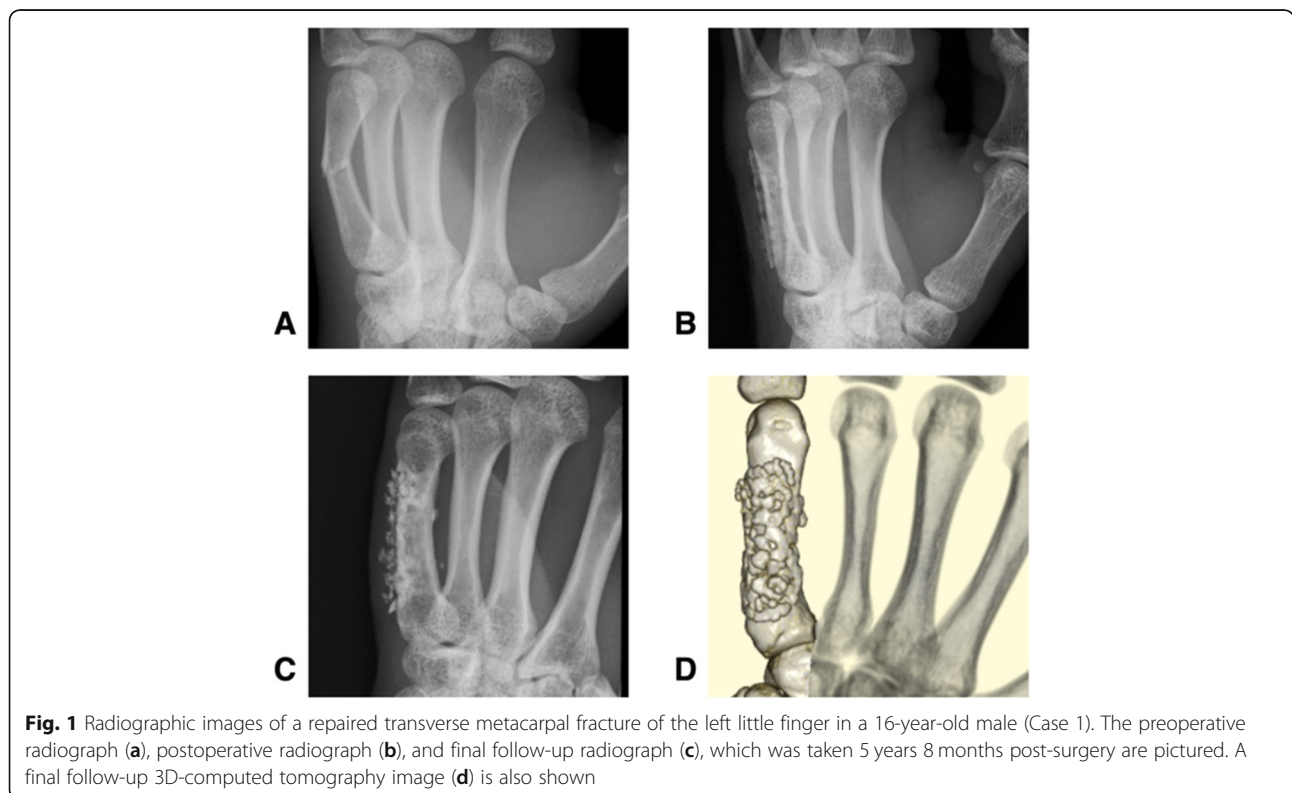 A
B
C
D
Fig. 1 Radiographic images of a repaired transverse metacarpal fracture of the left little finger in a 16-year-old male (Case 1). The preoperative
radiograph (a), postoperative radiograph (b), and final follow-up radiograph (c), which was taken 5 years 8 months post-surgery are pictured. A
final follow-up 3D-computed tomography image (d) is also shown